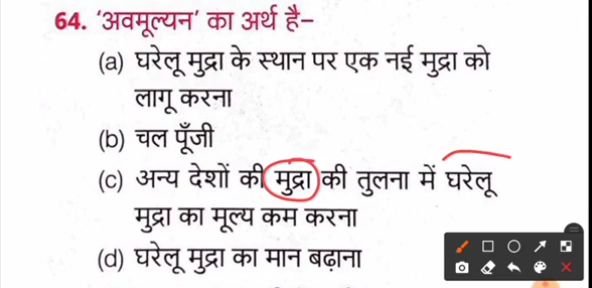 64. ‘अवमूल्यन’ का अर्थ है–
(a) घरेलू मुद्रा के स्थान पर एक नई मुद्रा को
लागू करना
(b) चल पूँजी
(c) अन्य देशों की मुद्रा की तुलना में घरेलू
मुद्रा का मूल्य कम करना
(d) घरेलू मुद्रा का मान बढ़ाना